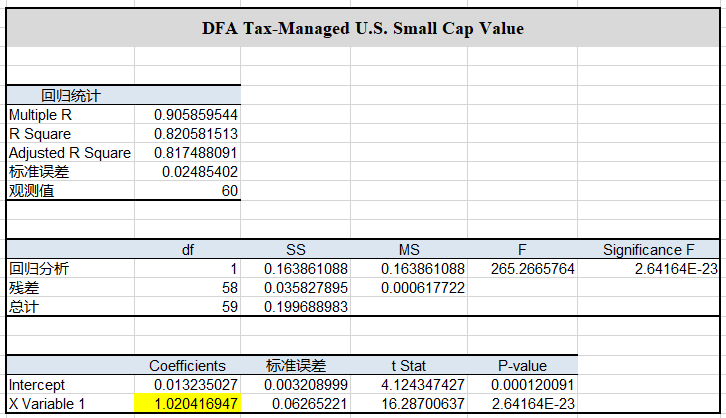 DFA Tax-Managed U.S. Small Cap Value
回归统计
Multiple R 0.905859544
R Square 0.820581513
Adjusted R Square 0.817488091
标准误差 0.02485402
观测值 60
df SS MS F Significance F
回归分析 1 0.163861088 0.163861088 265.2665764 2.64164E-23
残差 58 0.035827895 0.000617722
总计 59 0.199688983
Coefficients 标准误差 t Stat P-value
Intercept 0.013235027 0.003208999 4.124347427 0.000120091
X Variable 1 1.020416947 0.06265221 16.28700637 2.64164E-23